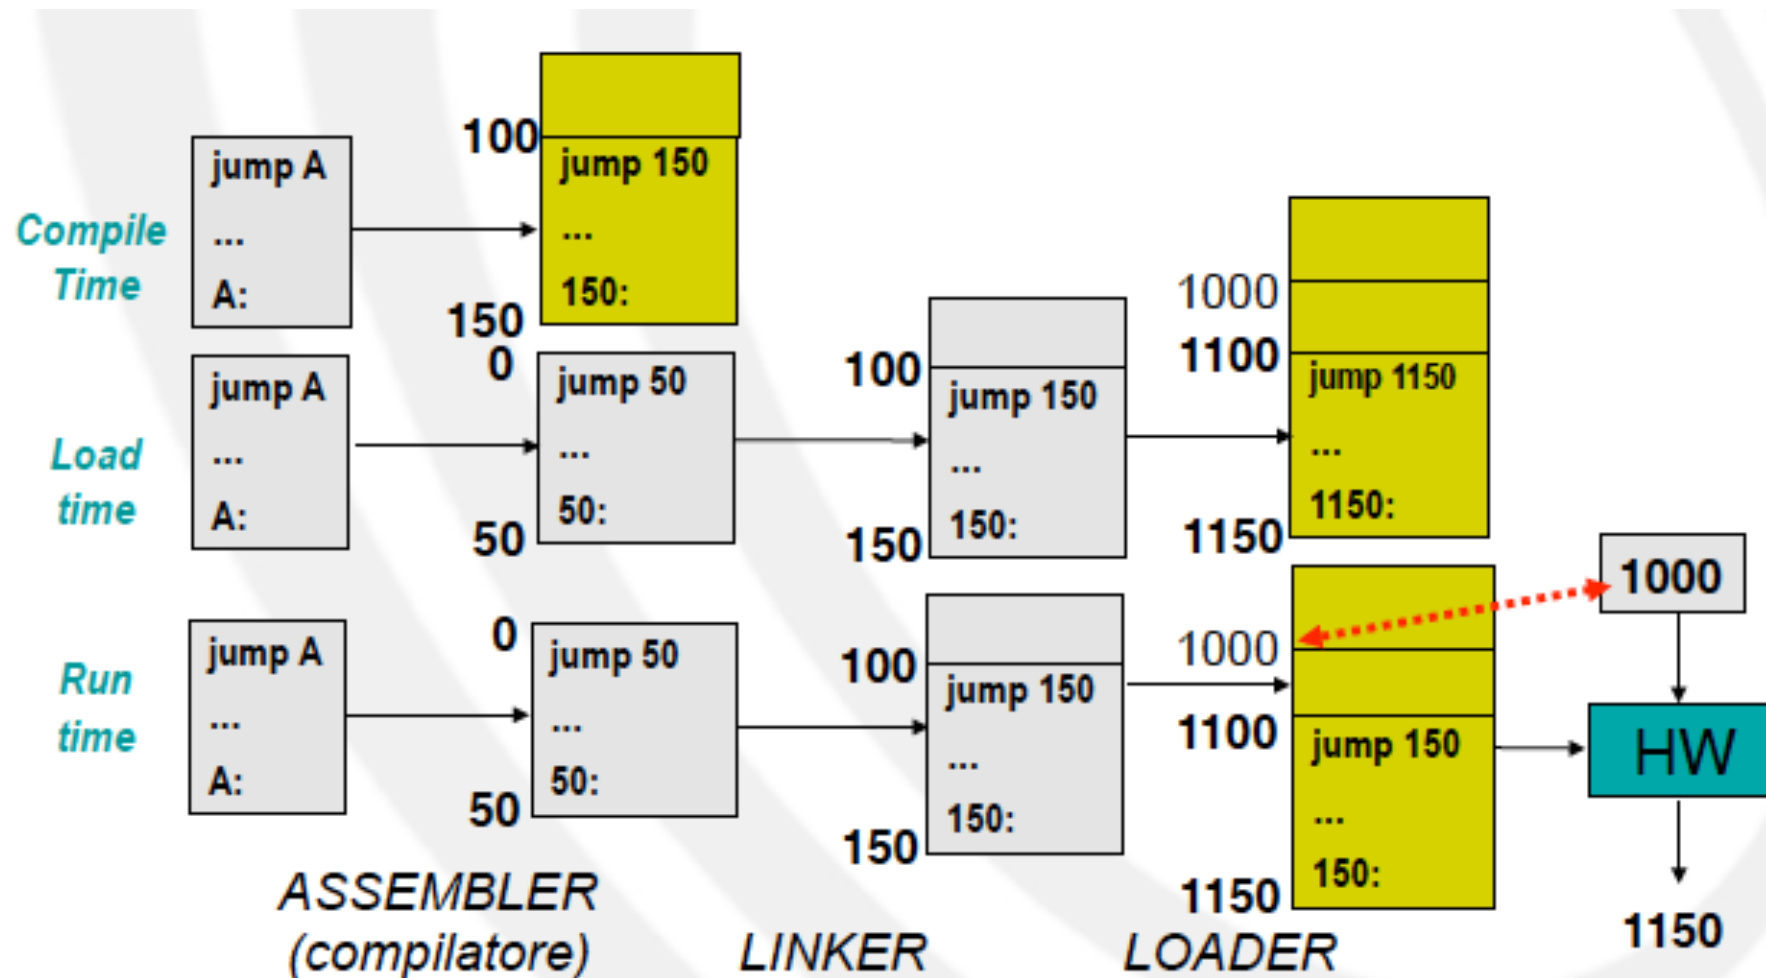 Compile
Time
jump A
...
A:
100
150
jump 150
...
150:
Load
time
jump A
...
A:
0
50
jump 50
...
50:
100
150
jump 150
...
150:
1000
1100
1150
jump 1150
...
1150:
Run
time
jump A
...
A:
0
50
jump 50
...
50:
100
150
jump 150
...
150:
1000
1100
1150
jump 150
...
150:
1000
HW
1150
ASSEMBLER
(compilatore)
LINKER
LOADER